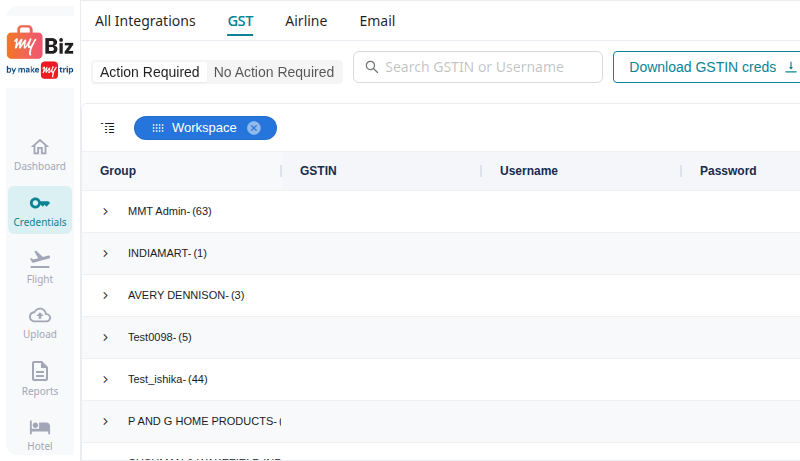 All Integrations GST Airline Email
my Biz
by make my trip
Action Required No Action Required Search GSTIN or Username Download GSTIN creds
Workspace
Dashboard
Credentials
Flight
Upload
Reports
Hotel
Group GSTIN Username Password
MMT Admin- (63)
INDIAMART- (1)
AVERY DENNISON- (3)
Test0098- (5)
Test_ishika- (44)
P AND G HOME PRODUCTS- (